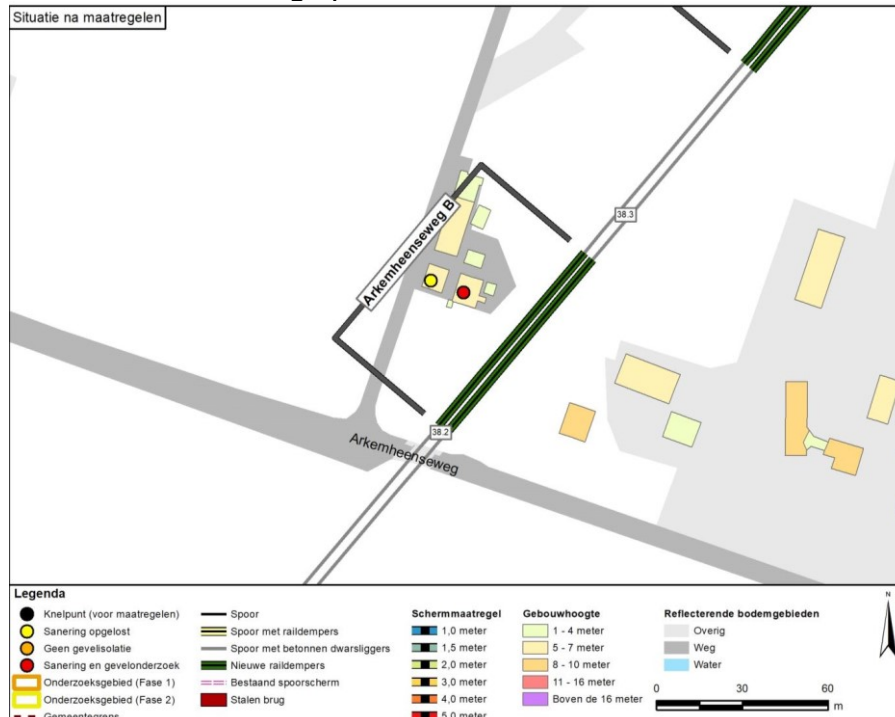 Situatie na maatregelen
38.3
Arkemheenseweg B
38.2
Arkemheenseweg
Legenda
Knelpunt (voor maatregelen)
Sanering opgelost
Geen gevelisolatie
Sanering en gevelonderzoek
Onderzoeksgebied (Fase 1)
Onderzoeksgebied (Fase 2)
Gemeentegrens
Spoor
Spoor met raildempers
Spoor met betonnen dwarsliggers
Nieuwe raildempers
Bestaand spoorscherm
Stalen brug
Schermmaatregel
1,0 meter
1,5 meter
2,0 meter
3,0 meter
4,0 meter
5,0 meter
Gebouwhoogte
1 - 4 meter
5 - 7 meter
8 - 10 meter
11 - 16 meter
Boven de 16 meter
Reflecterende bodemgebieden
Overig
Weg
Water
N
0 30 60
m